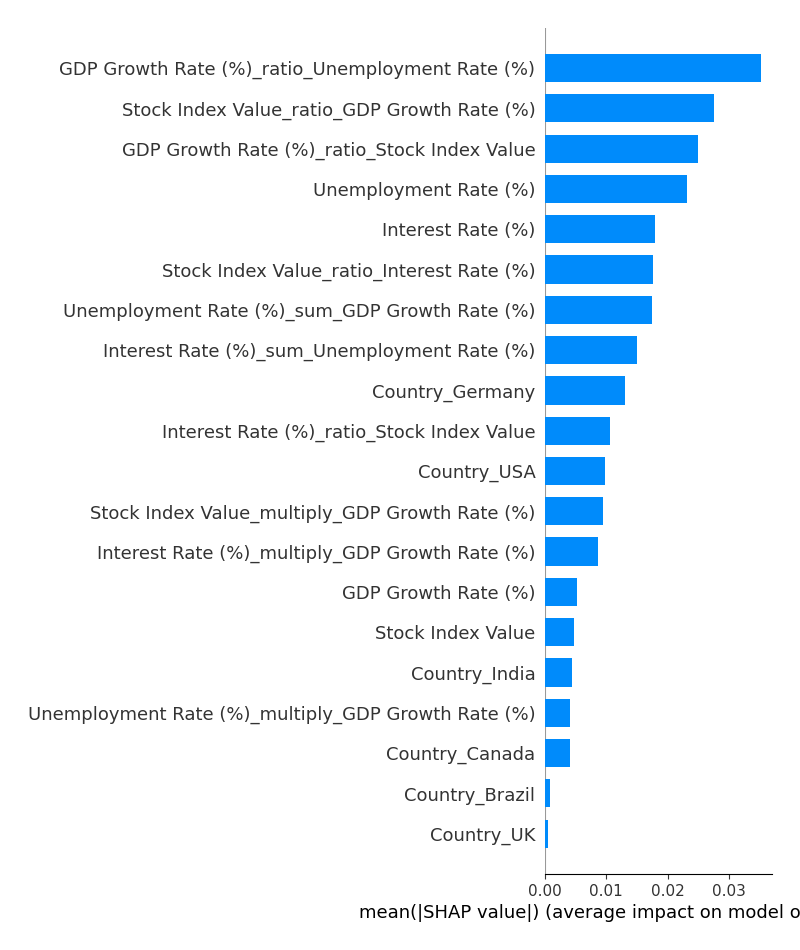 GDP Growth Rate (%)_ratio_Unemployment Rate (%)
Stock Index Value_ratio_GDP Growth Rate (%)
GDP Growth Rate (%)_ratio_Stock Index Value
Unemployment Rate (%)
Interest Rate (%)
Stock Index Value_ratio_Interest Rate (%)
Unemployment Rate (%)_sum_GDP Growth Rate (%)
Interest Rate (%)_sum_Unemployment Rate (%)
Country_Germany
Interest Rate (%)_ratio_Stock Index Value
Country_USA
Stock Index Value_multiply_GDP Growth Rate (%)
Interest Rate (%)_multiply_GDP Growth Rate (%)
GDP Growth Rate (%)
Stock Index Value
Country_India
Unemployment Rate (%)_multiply_GDP Growth Rate (%)
Country_Canada
Country_Brazil
Country_UK
0.00 0.01 0.02 0.03
mean(|SHAP value|) (average impact on model o